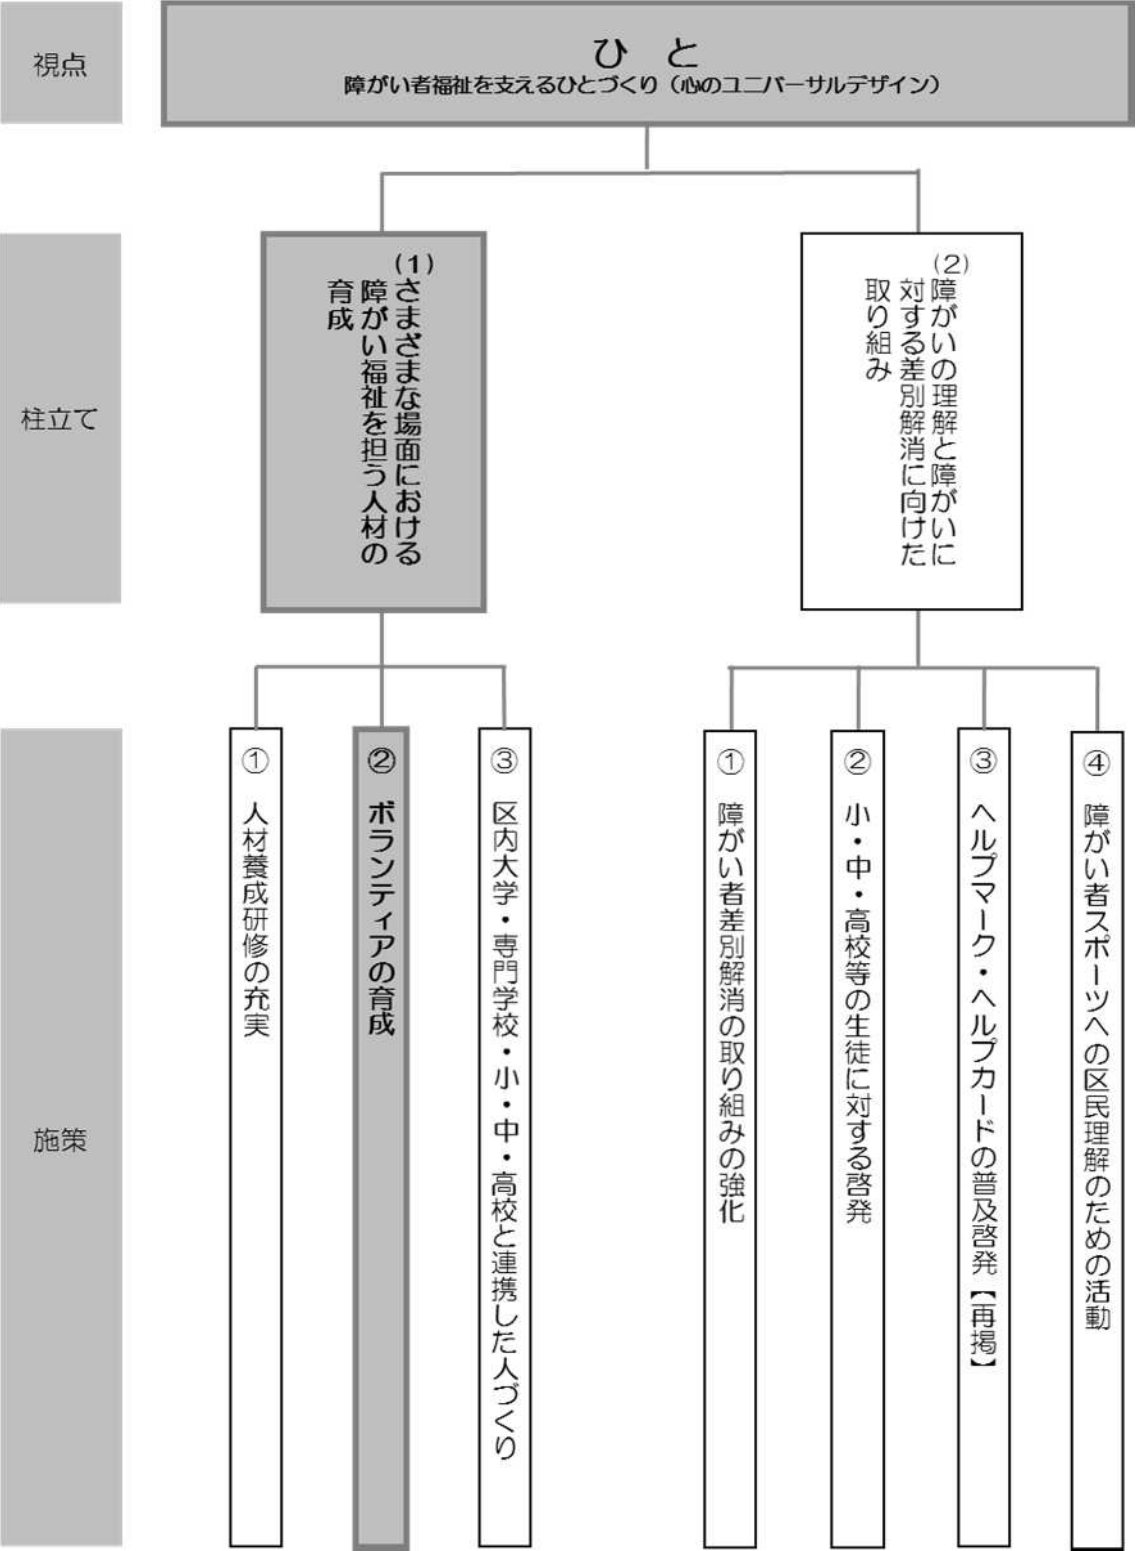 視点
ひ と
障がい者福祉を支えるひとづくり（心のユニバーサルデザイン）
柱立て
(1)さまざまな場面における
障がい福祉を担う人材の
育成
(2)障がいの理解と障がいに
対する差別解消に向けた
取り組み
施策
① 人材養成研修の充実
② ボランティアの育成
③ 区内大学・専門学校・小・中・高校と連携した人づくり
① 障がい者差別解消の取り組みの強化
② 小・中・高校等の生徒に対する啓発
③ ヘルプマーク・ヘルプカードの普及啓発【再掲】
④ 障がい者スポーツへの区民理解のための活動